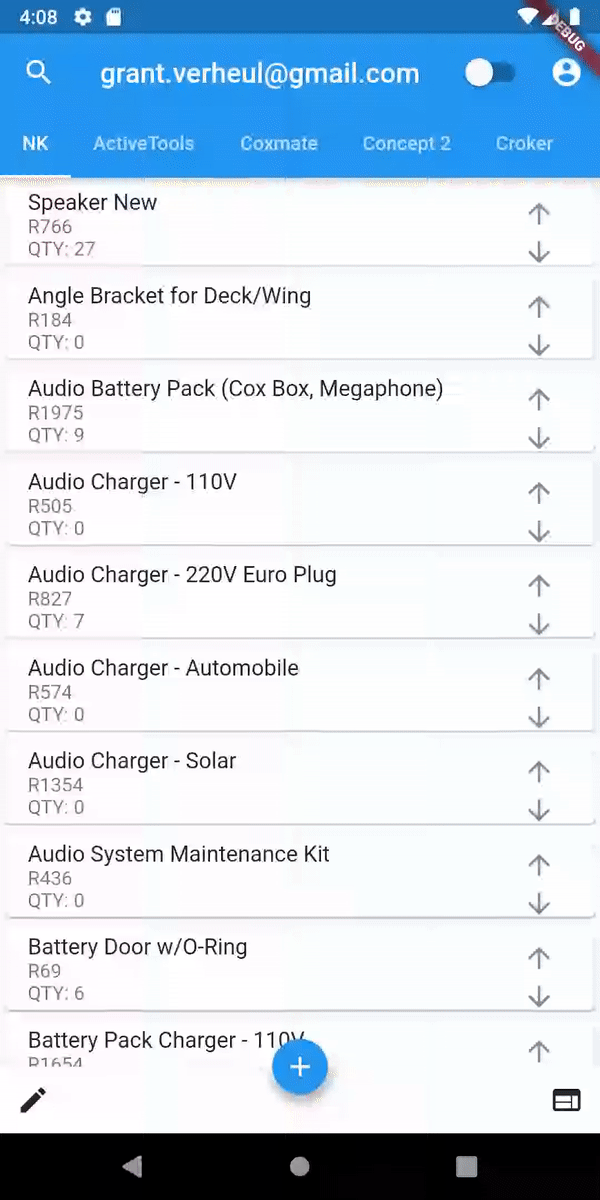 4:08
DEBUG
grant.verheul@gmail.com
NK ActiveTools Coxmate Concept 2 Croker
Speaker New
R766
QTY: 27
Angle Bracket for Deck/Wing
R184
QTY: 0
Audio Battery Pack (Cox Box, Megaphone)
R1975
QTY: 9
Audio Charger - 110V
R505
QTY: 0
Audio Charger - 220V Euro Plug
R827
QTY: 7
Audio Charger - Automobile
R574
QTY: 0
Audio Charger - Solar
R1354
QTY: 0
Audio System Maintenance Kit
R436
QTY: 0
Battery Door w/O-Ring
R69
QTY: 6
Battery Pack Charger - 110V
R1654